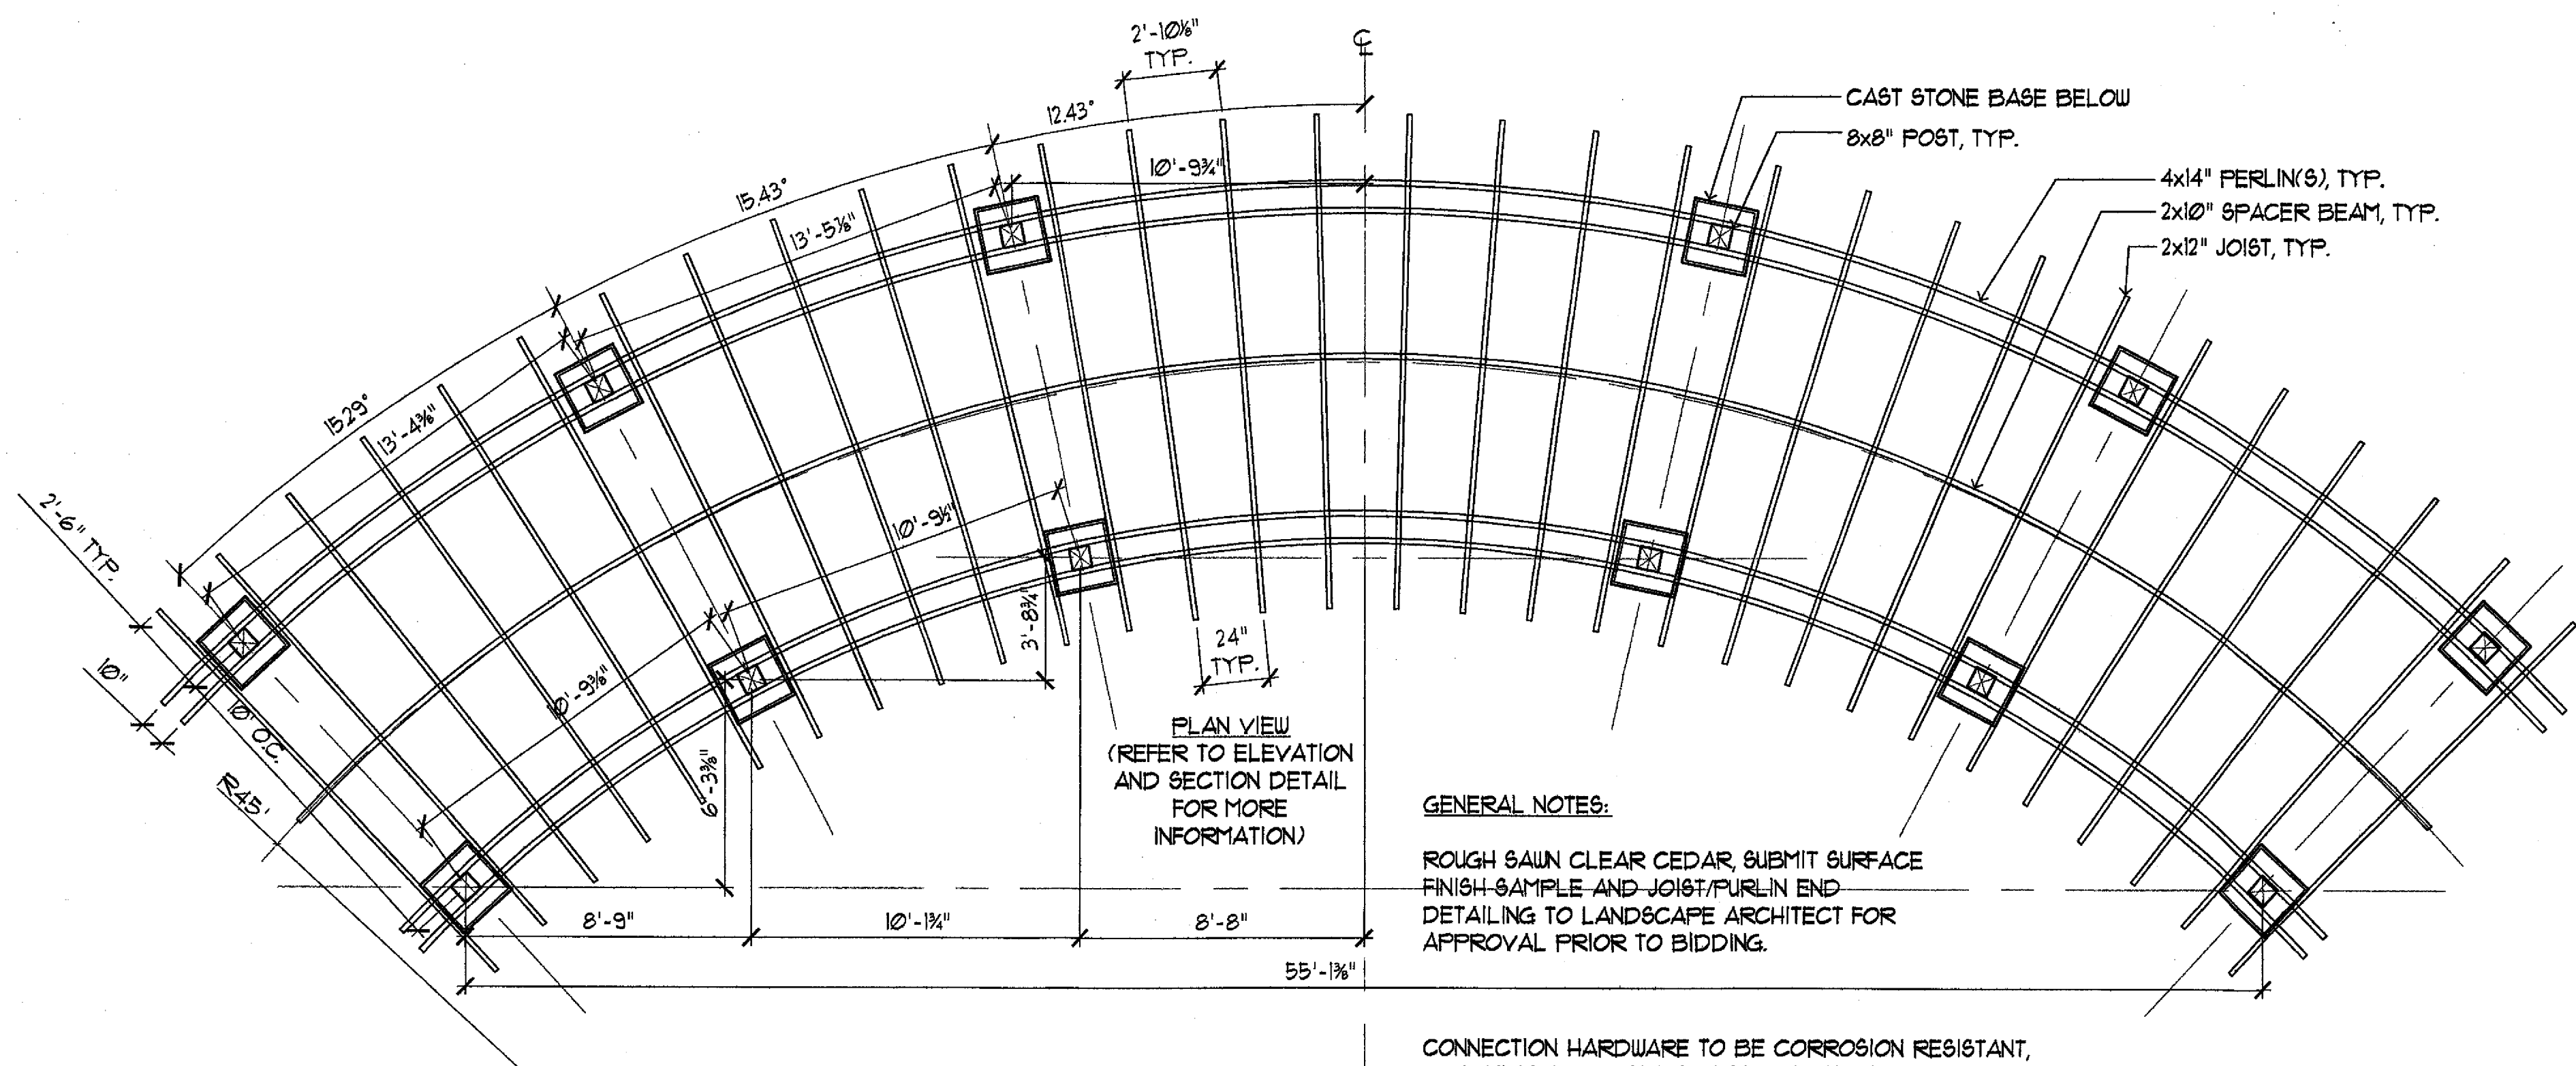 2'-10⅛"
TYP.
℄
12.43°
CAST STONE BASE BELOW
8x8" POST, TYP.
10'-9¾"
15.43°
4x14" PERLIN(S), TYP.
2x10" SPACER BEAM, TYP.
2x12" JOIST, TYP.
13'-5⅛"
15.29°
13'-4⅜"
2'-6" TYP.
10"
10' O.C.
R45'
10'-9½"
0'-9⅜"
3'-8¾"
6'-3⅜"
24"
TYP.
PLAN VIEW
(REFER TO ELEVATION
AND SECTION DETAIL
FOR MORE
INFORMATION)
GENERAL NOTES:
ROUGH SAWN CLEAR CEDAR, SUBMIT SURFACE
FINISH SAMPLE AND JOIST/PURLIN END
DETAILING TO LANDSCAPE ARCHITECT FOR
APPROVAL PRIOR TO BIDDING.
8'-9"
10'-1¾"
8'-8"
55'-1⅜"
CONNECTION HARDWARE TO BE CORROSION RESISTANT,